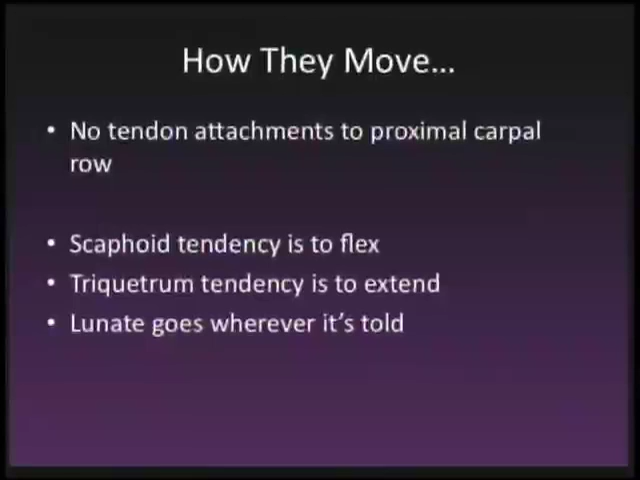 How They Move...
• No tendon attachments to proximal carpal
row
• Scaphoid tendency is to flex
• Triquetrum tendency is to extend
• Lunate goes wherever it's told